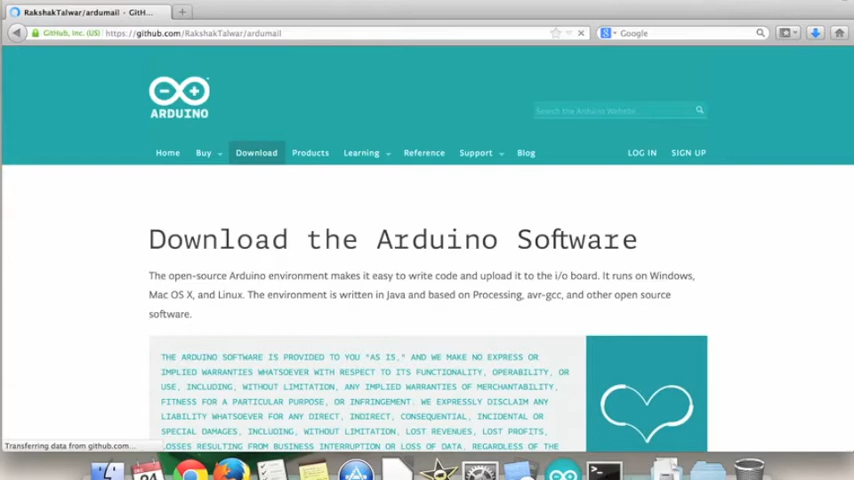 RakshakTalwar/ardumail - GitH...
GitHub, Inc. (US) https://github.com/RakshakTalwar/ardumail
Google
ARDUINO
Search the Arduino Website
Home Buy Download Products Learning Reference Support Blog LOG IN SIGN UP
Download the Arduino Software
The open-source Arduino environment makes it easy to write code and upload it to the i/o board. It runs on Windows,
Mac OS X, and Linux. The environment is written in Java and based on Processing, avr-gcc, and other open source
software.
THE ARDUINO SOFTWARE IS PROVIDED TO YOU "AS IS," AND WE MAKE NO EXPRESS OR
IMPLIED WARRANTIES WHATSOEVER WITH RESPECT TO ITS FUNCTIONALITY, OPERABILITY, OR
USE, INCLUDING, WITHOUT LIMITATION, ANY IMPLIED WARRANTIES OF MERCHANTABILITY,
FITNESS FOR A PARTICULAR PURPOSE, OR INFRINGEMENT. WE EXPRESSLY DISCLAIM ANY
LIABILITY WHATSOEVER FOR ANY DIRECT, INDIRECT, CONSEQUENTIAL, INCIDENTAL OR
SPECIAL DAMAGES, INCLUDING, WITHOUT LIMITATION, LOST REVENUES, LOST PROFITS,
LOSSES RESULTING FROM BUSINESS INTERRUPTION OR LOSS OF DATA, REGARDLESS OF THE
Transferring data from github.com...